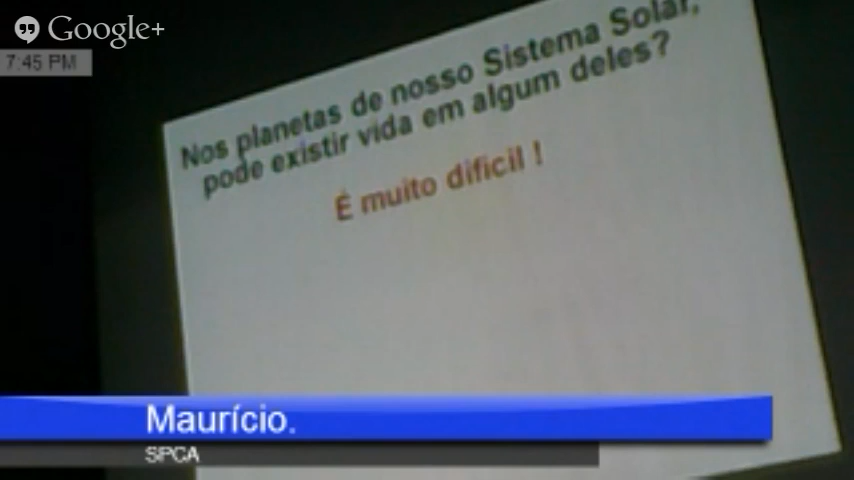 Google+
7:45 PM
Nos planetas de nosso Sistema Solar,
pode existir vida em algum deles?
É muito dificil !
Maurício.
SPCA